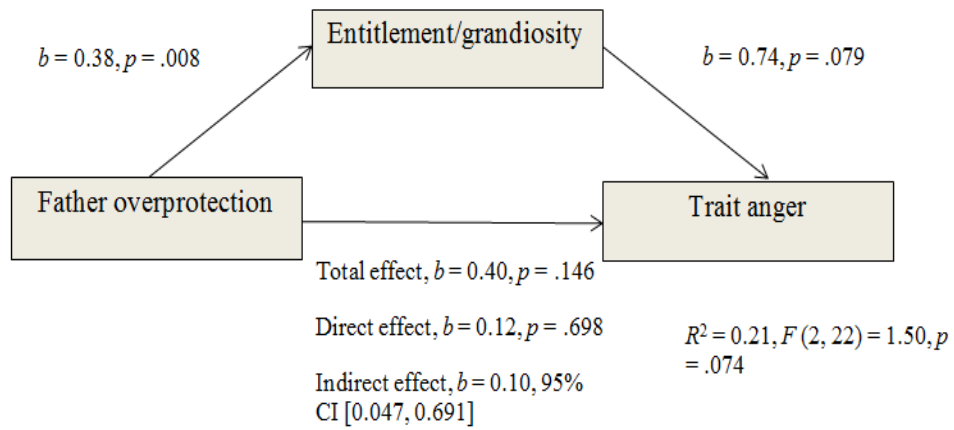 Entitlement/grandiosity
b = 0.38, p = .008
b = 0.74, p = .079
Father overprotection
Trait anger
Total effect, b = 0.40, p = .146
Direct effect, b = 0.12, p = .698
Indirect effect, b = 0.10, 95%
CI [0.047, 0.691]
R² = 0.21, F (2, 22) = 1.50, p
= .074